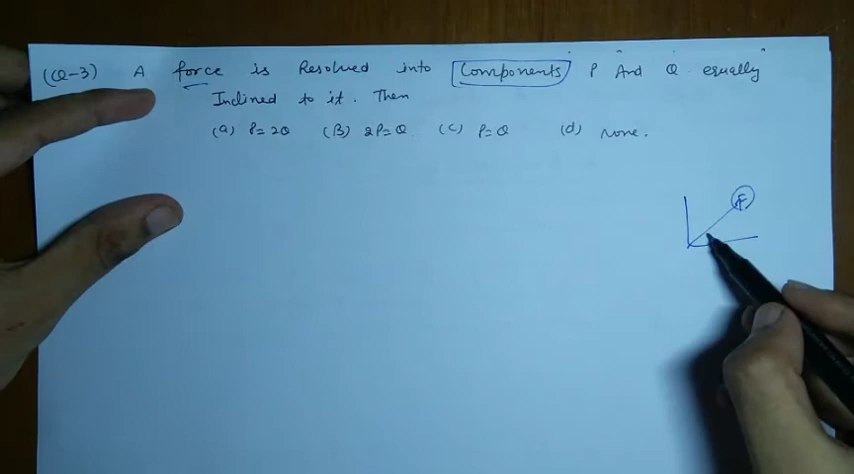 (Q-3) A force is Resolved into Components P And Q equally
Inclined to it. Then
(a) P=2Q (B) 2P=Q (C) P=Q (d) None.
F